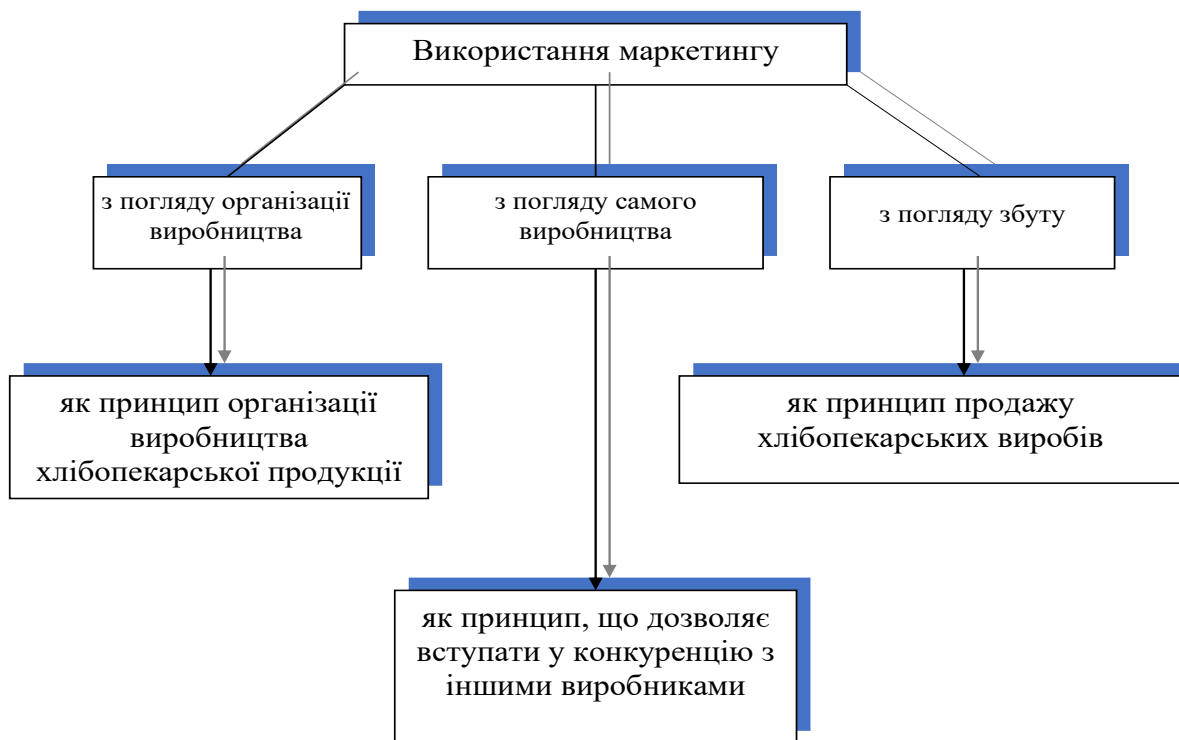 Використання маркетингу
з погляду організації
виробництва
з погляду самого
виробництва
з погляду збуту
як принцип організації
виробництва
хлібопекарської продукції
як принцип продажу
хлібопекарських виробів
як принцип, що дозволяє
вступати у конкуренцію з
іншими виробниками